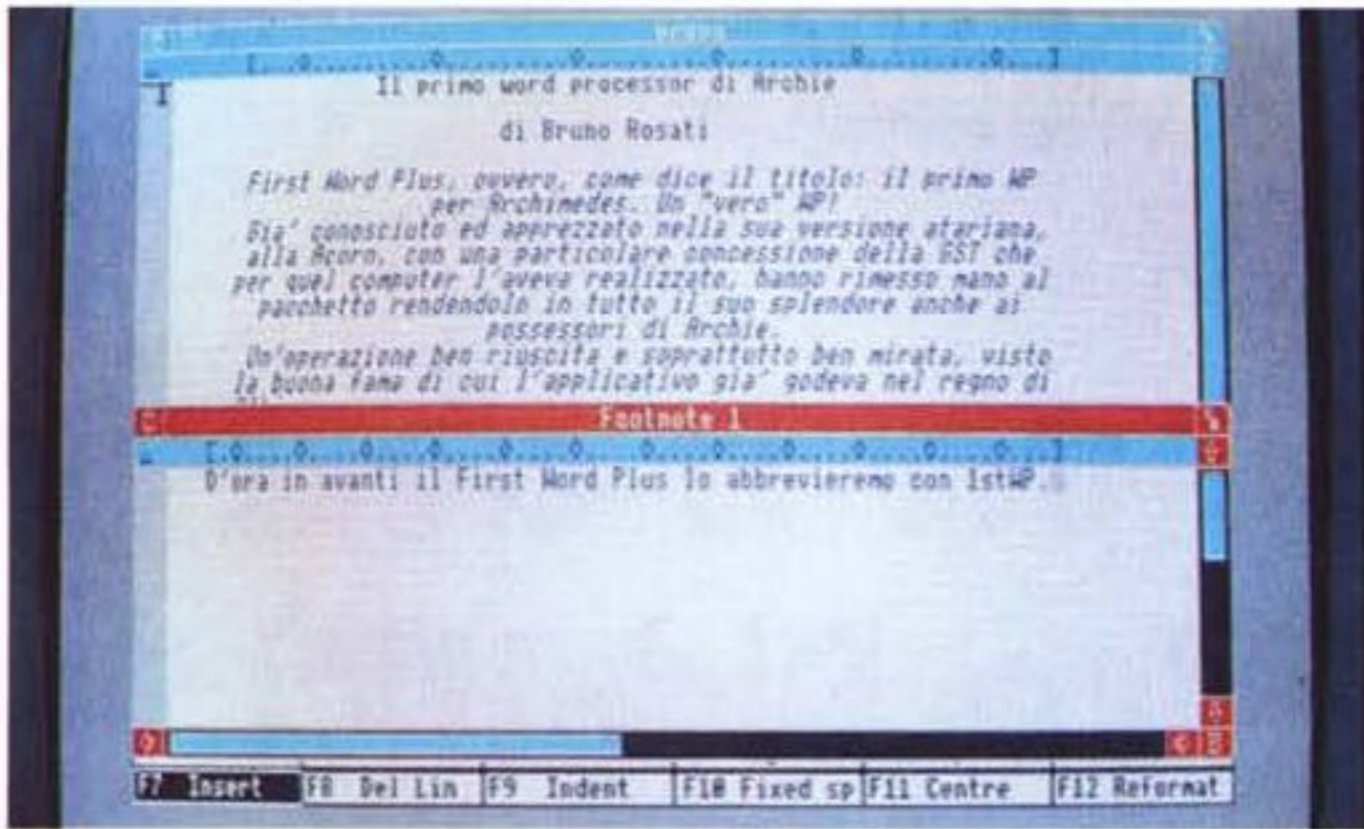 Il primo word processor di Archie
di Bruno Rosati
First Word Plus, ovvero, come dice il titolo: il primo WP
per Archimedes. Un "vero" WP!
Gia' conosciuto ed apprezzato nella sua versione atariana,
alla Acorn, con una particolare concessione della GST che
per quel computer l'aveva realizzato, hanno rimesso mano al
pacchetto rendendolo in tutto il suo splendore anche ai
possessori di Archie.
Un'operazione ben riuscita e soprattutto ben mirata, visto
la buona fama di cui l'applicativo gia' godeva nel regno di
Footnote 1
D'ora in avanti il First Word Plus lo abbrevieremo con 1stWP.
F7 Insert F8 Del Lin F9 Indent F10 Fixed sp F11 Centre F12 Reformat